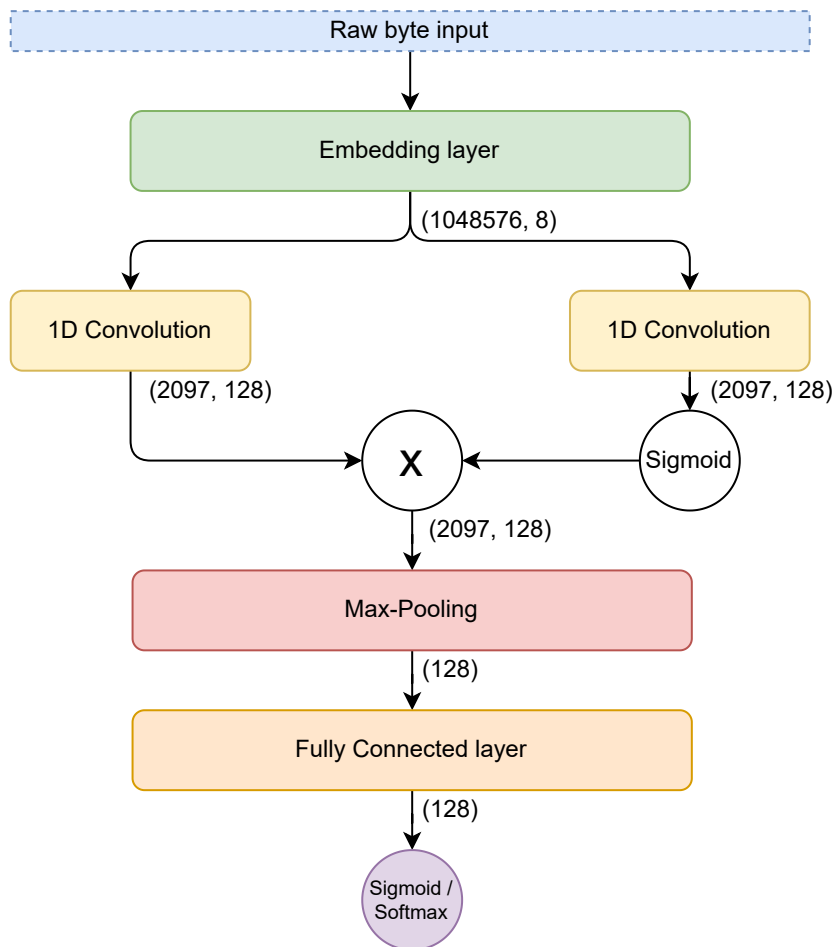 Raw byte input
Embedding layer
(1048576, 8)
1D Convolution
1D Convolution
(2097, 128)
(2097, 128)
X
Sigmoid
(2097, 128)
Max-Pooling
(128)
Fully Connected layer
(128)
Sigmoid /
Softmax